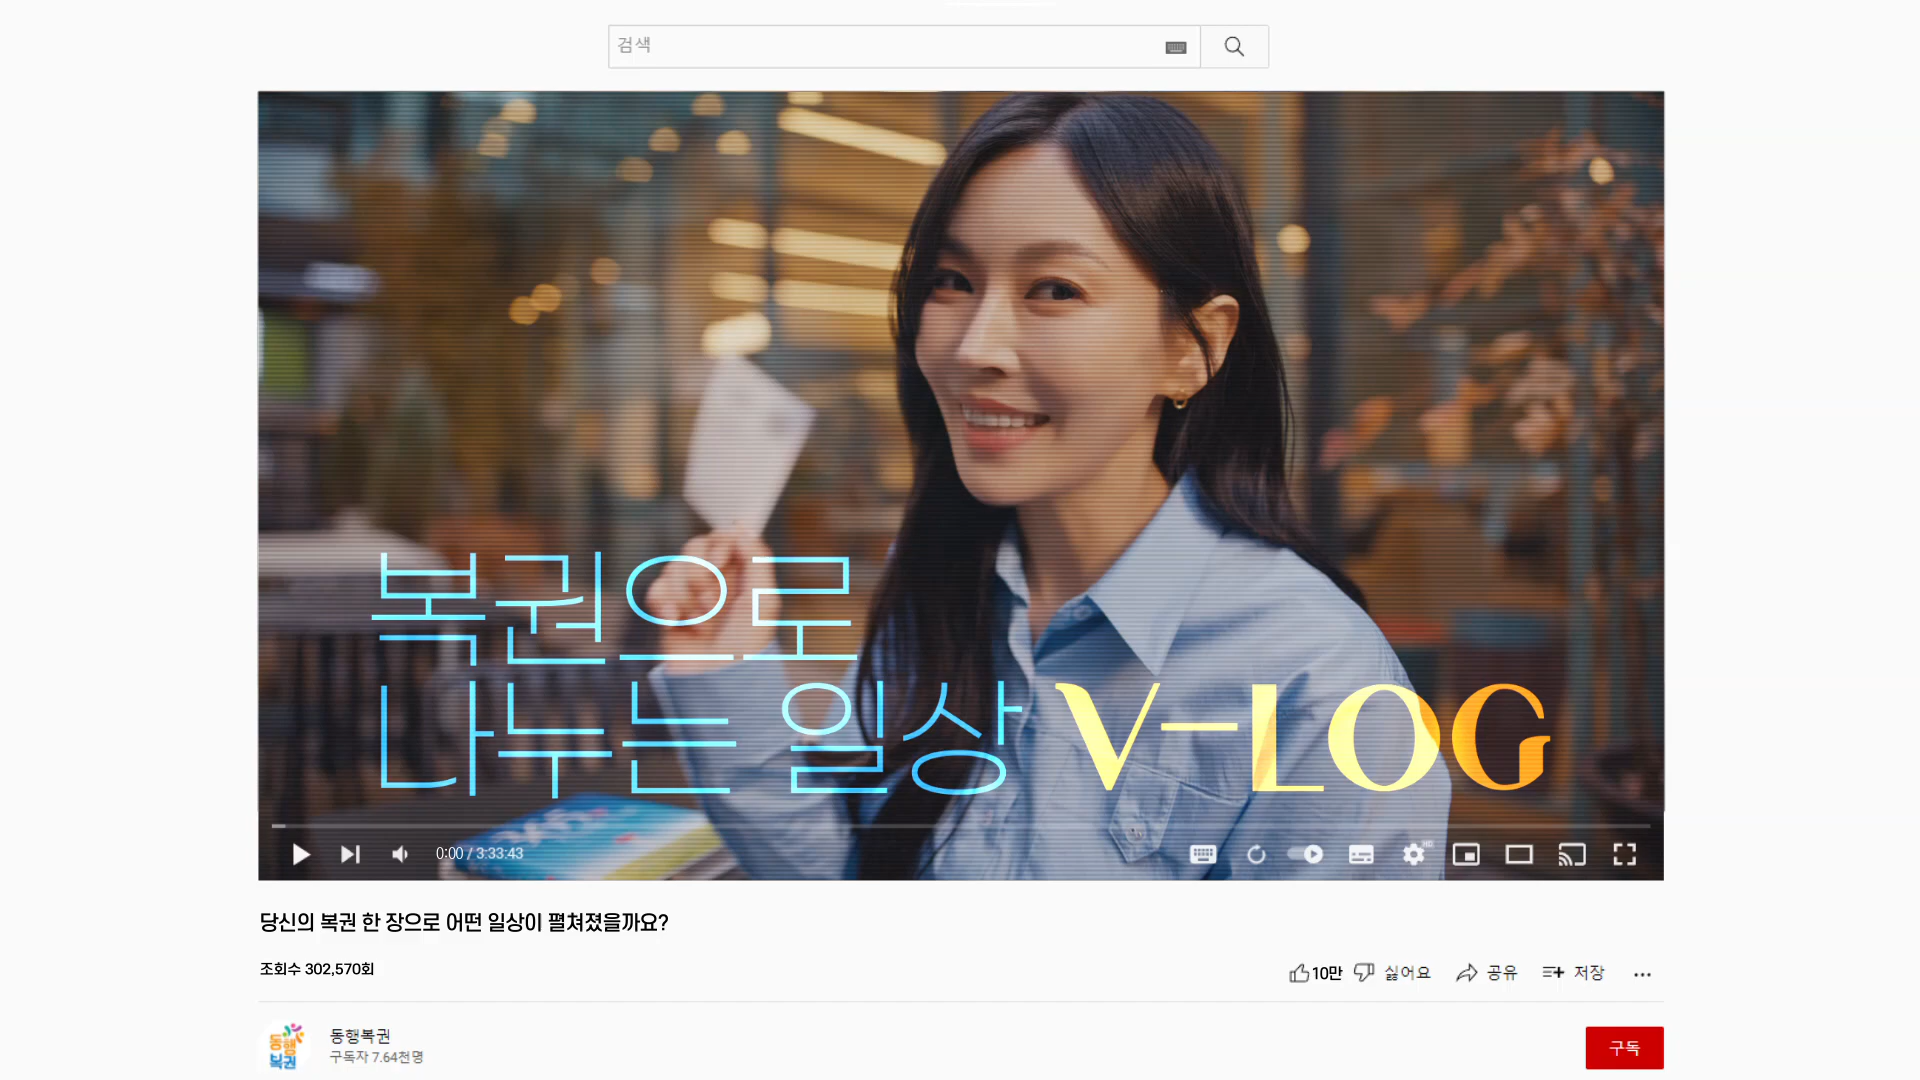 검색
복권으로
나누는 일상 V-LOG
0:00 / 3:33:43
HD
당신의 복권 한 장으로 어떤 일상이 펼쳐졌을까요?
조회수 302,570회
10만 싫어요 공유 저장
동행복권
동행복권
구독자 7.64천명
구독